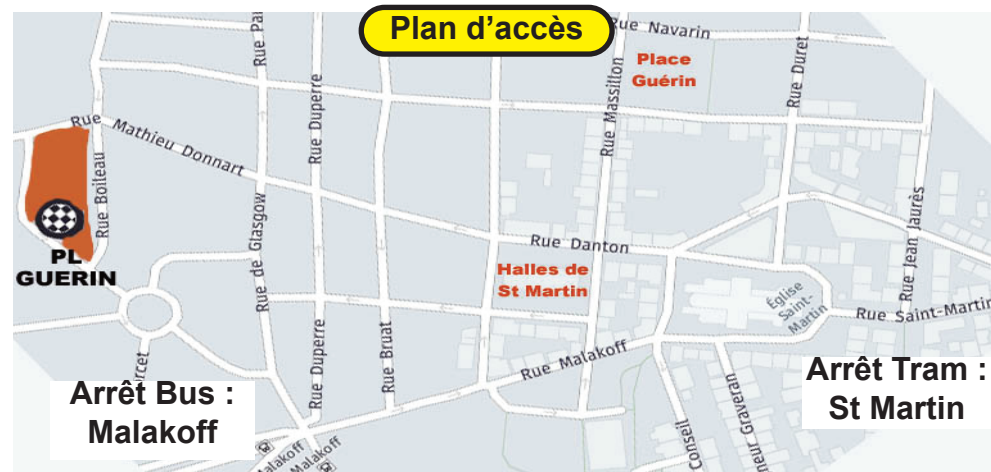 Plan d’accès
Rue Navarin
Place
Guérin
Rue Duperre
Rue Massillon
Rue Duret
Rue Mathieu Donnart
Rue Boileau
PL
GUERIN
Rue de Glasgow
Rue Danton
Halles de
St Martin
Rue Jean Jaurès
Église
Saint-
Martin
Rue Saint-Martin
Rue Duperre
Rue Bruat
Rue Malakoff
Arrêt Bus :
Malakoff
Arrêt Tram :
St Martin
Conseil
neur Graveran
Malakoff